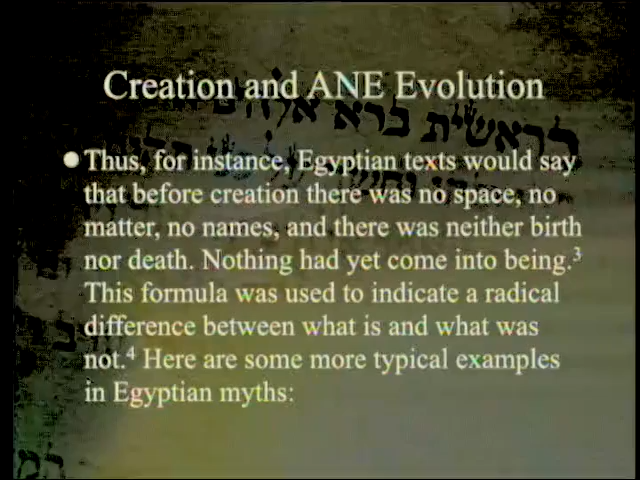 Creation and ANE Evolution
בראשית ברא אלהים
Thus, for instance, Egyptian texts would say
that before creation there was no space, no
matter, no names, and there was neither birth
nor death. Nothing had yet come into being.³
This formula was used to indicate a radical
difference between what is and what was
not.⁴ Here are some more typical examples
in Egyptian myths: